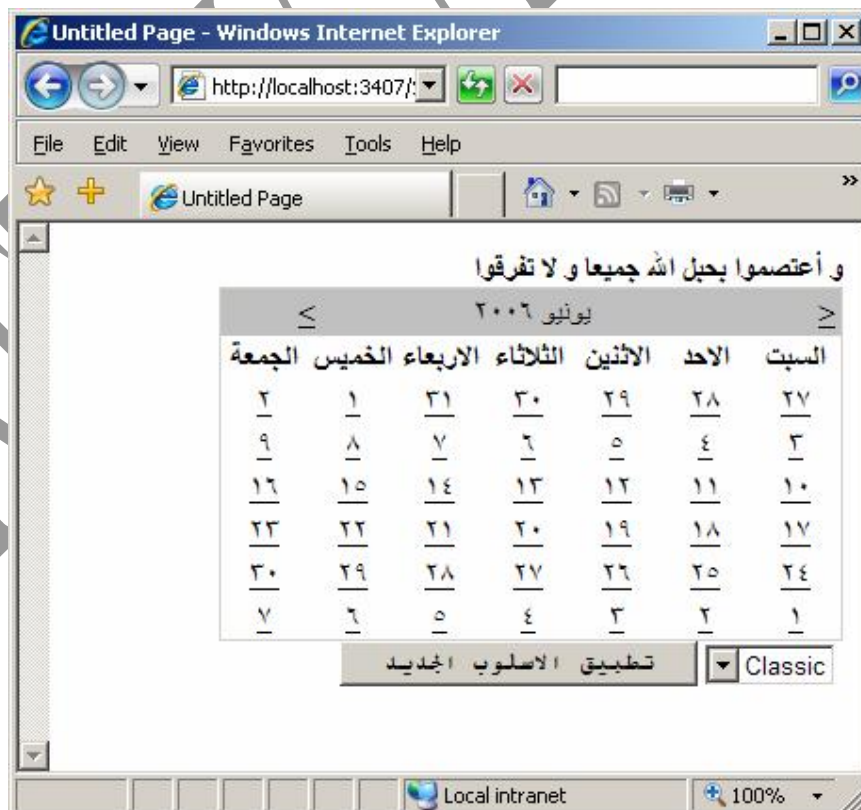 Untitled Page - Windows Internet Explorer
http://localhost:3407/
File Edit View Favorites Tools Help
Untitled Page »
و أعتصموا بحبل الله جميعا و لا تفرقوا
< يونيو ٢٠٠٦ >
السبت الاحد الاثنين الثلاثاء الاربعاء الخميس الجمعة
٢٧ ٢٨ ٢٩ ٣٠ ٣١ ١ ٢
٣ ٤ ٥ ٦ ٧ ٨ ٩
١٠ ١١ ١٢ ١٣ ١٤ ١٥ ١٦
١٧ ١٨ ١٩ ٢٠ ٢١ ٢٢ ٢٣
٢٤ ٢٥ ٢٦ ٢٧ ٢٨ ٢٩ ٣٠
١ ٢ ٣ ٤ ٥ ٦ ٧
Classic تطبيق الاسلوب الجديد
Local intranet 100%